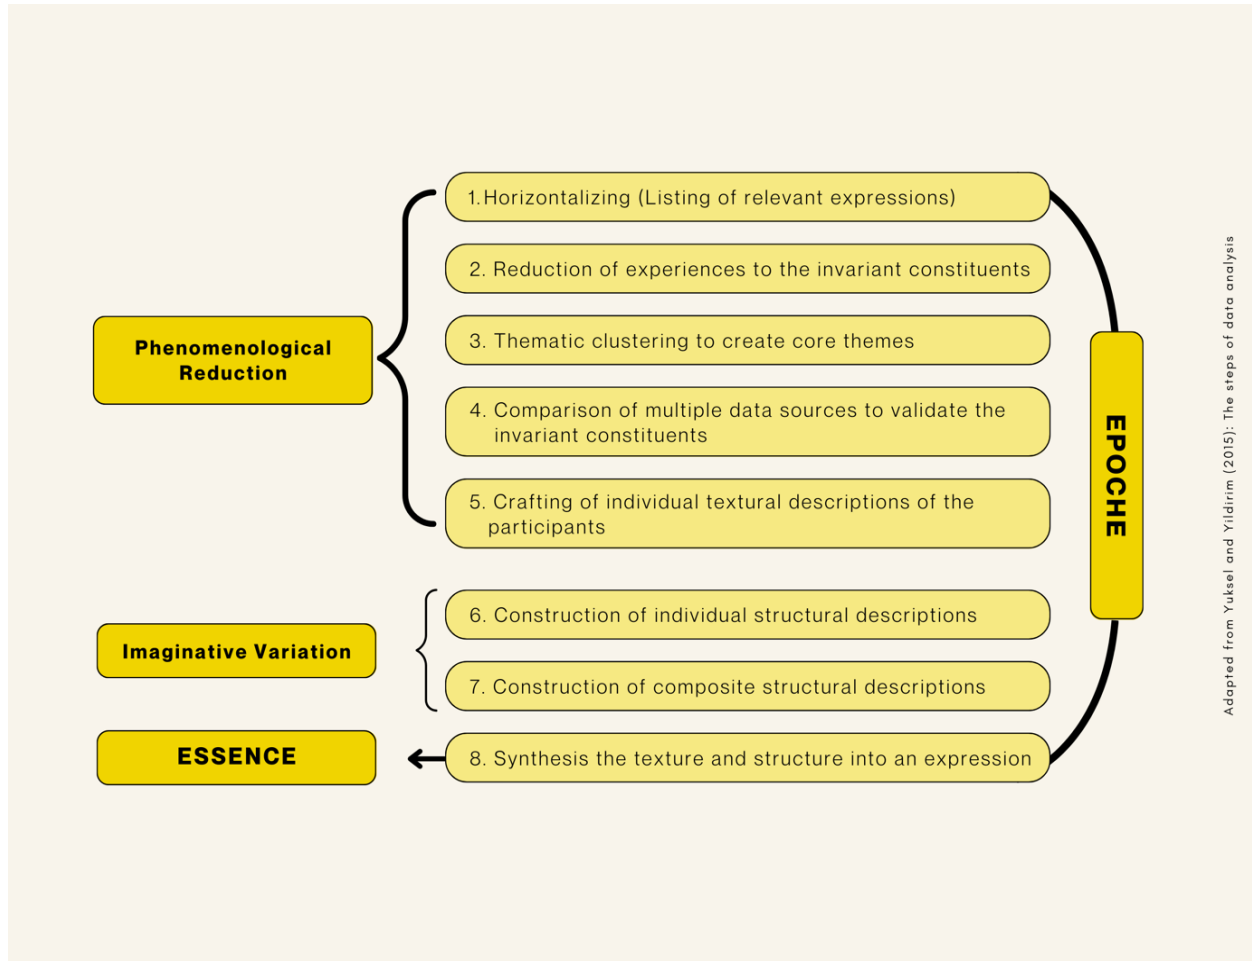 1.Horizontalizing (Listing of relevant expressions)
2. Reduction of experiences to the invariant constituents
3. Thematic clustering to create core themes
4. Comparison of multiple data sources to validate the
invariant constituents
5. Crafting of individual textural descriptions of the
participants
Phenomenological
Reduction
6. Construction of individual structural descriptions
7. Construction of composite structural descriptions
Imaginative Variation
8. Synthesis the texture and structure into an expression
ESSENCE
EPOCHE
Adapted from Yuksel and Yildirim (2015): The steps of data analysis